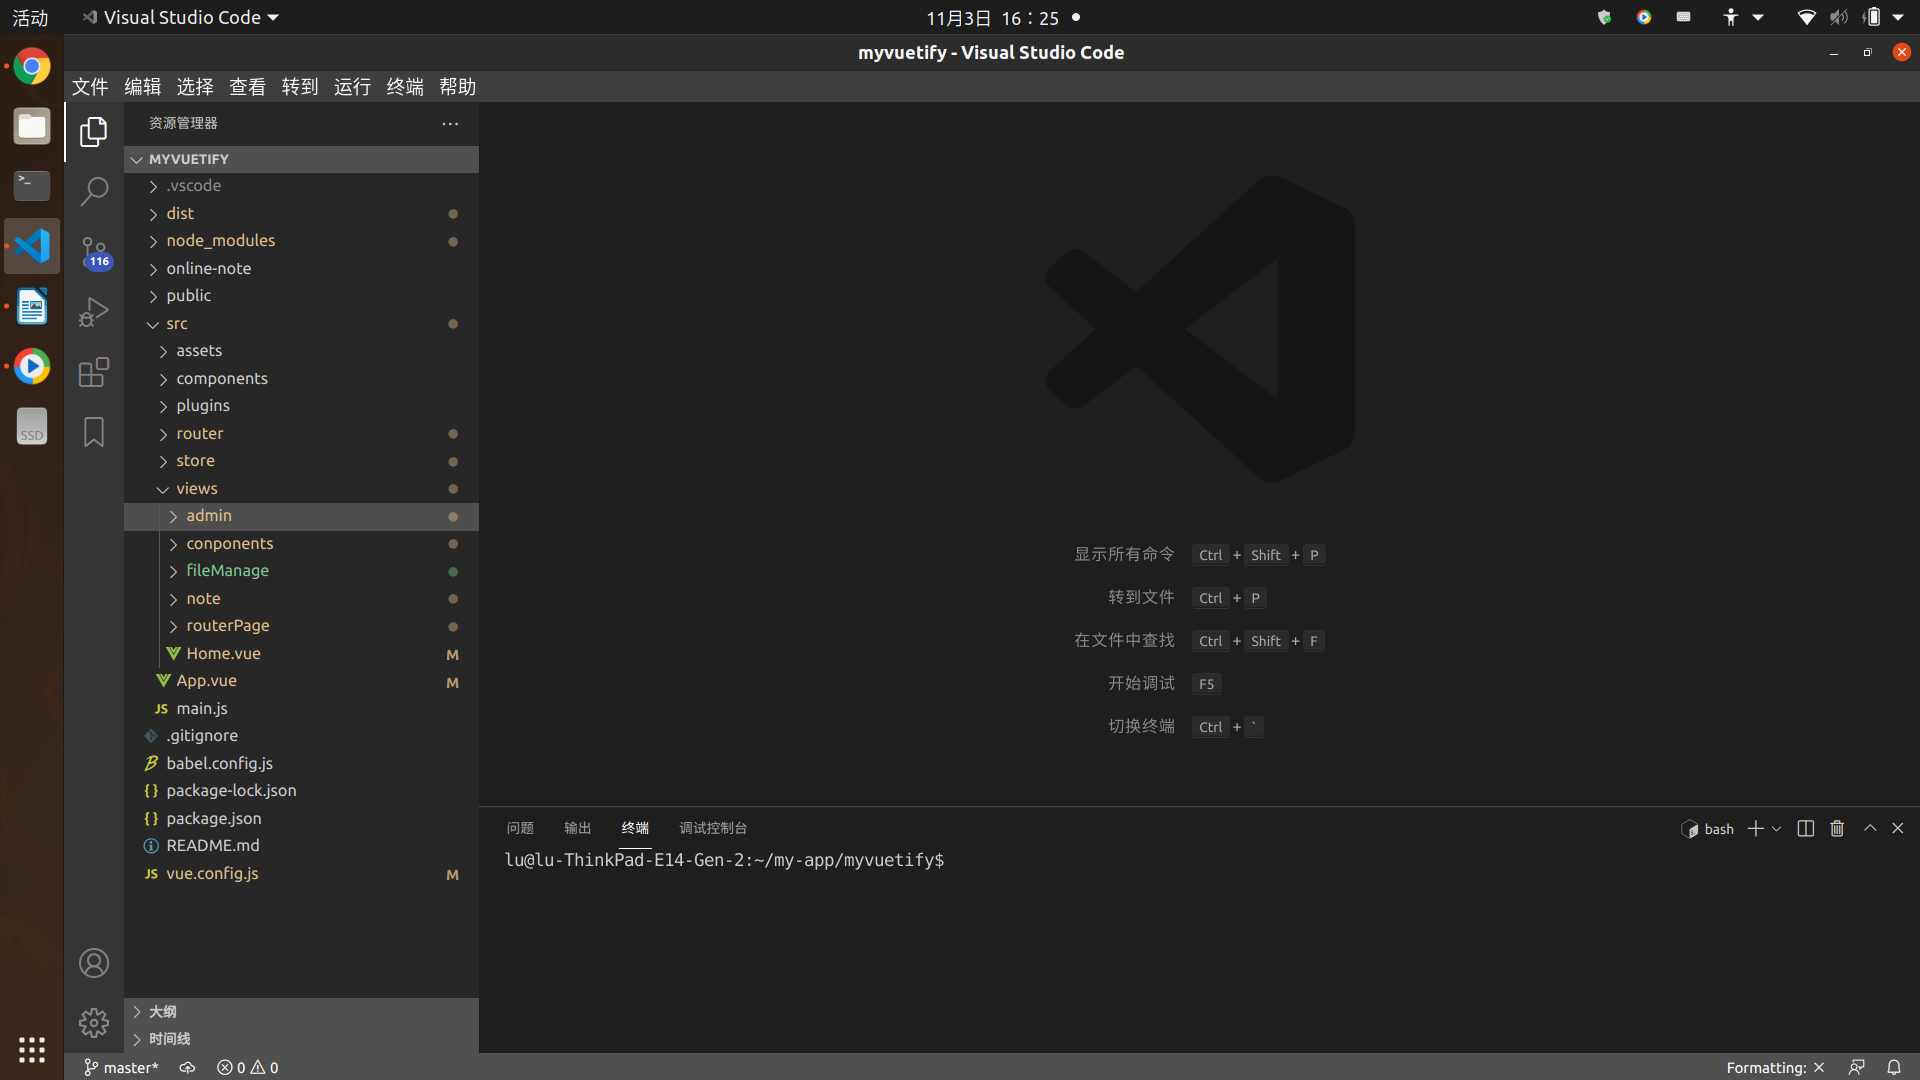 活动 Visual Studio Code 11月3日 16：25
myvuetify - Visual Studio Code
文件 编辑 选择 查看 转到 运行 终端 帮助
资源管理器
MYVUETIFY
.vscode
dist
node_modules
online-note
public
src
assets
components
plugins
router
store
views
admin
conponents
fileManage
note
routerPage
Home.vue M
App.vue M
JS main.js
.gitignore
babel.config.js
{} package-lock.json
{} package.json
README.md
JS vue.config.js M
大纲
时间线
116
SSD
显示所有命令 Ctrl + Shift + P
转到文件 Ctrl + P
在文件中查找 Ctrl + Shift + F
开始调试 F5
切换终端 Ctrl + `
问题 输出 终端 调试控制台 bash
lu@lu-ThinkPad-E14-Gen-2:~/my-app/myvuetify$
master* 0 0 Formatting: ×